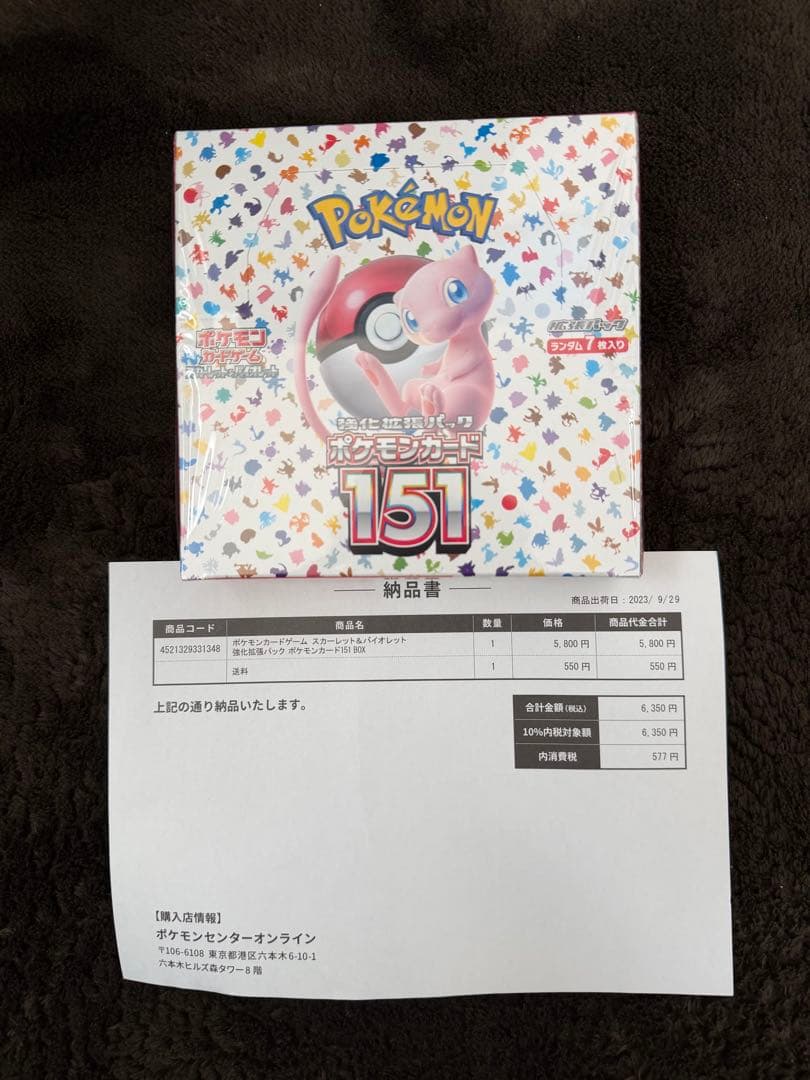 POKéMON
ポケモン
カードゲーム
スカーレット&バイオレット
拡張パック
ランダム7枚入り
強化拡張パック
ポケモンカード
151
納品書
商品出荷日:2023/ 9/29
商品コード 商品名 数量 価格 商品代金合計
4521329331348 ポケモンカードゲーム スカーレット&バイオレット 1 5,800 円 5,800 円
強化拡張パック ポケモンカード151 BOX
送料 1 550 円 550 円
上記の通り納品いたします。
合計金額(税込) 6,350 円
10%内税対象額 6,350 円
内消費税 577 円
【購入店情報】
ポケモンセンターオンライン
〒106-6108 東京都港区六本木6-10-1
六本木ヒルズ森タワー8 階